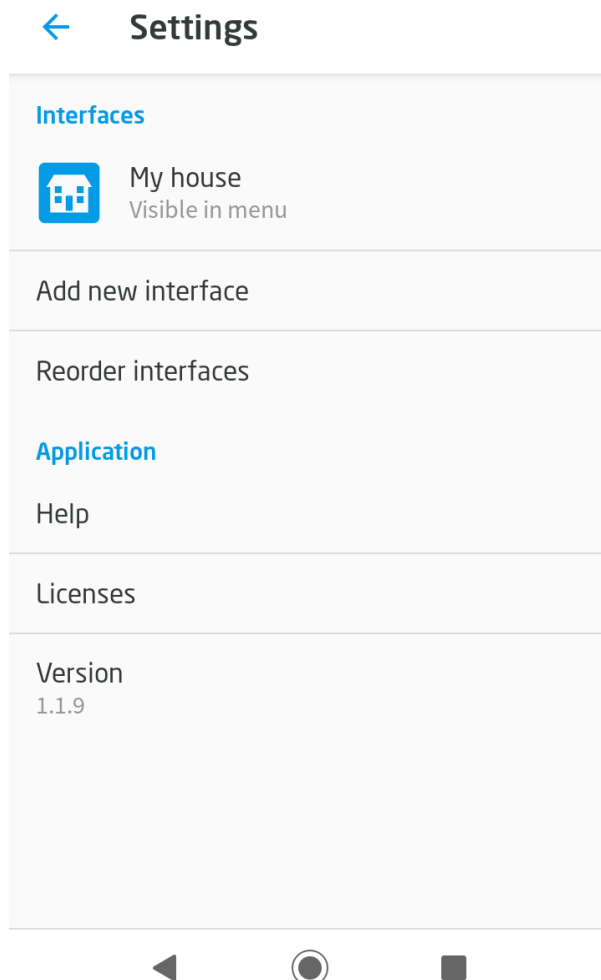 Settings
Interfaces
My house
Visible in menu
Add new interface
Reorder interfaces
Application
Help
Licenses
Version
1.1.9